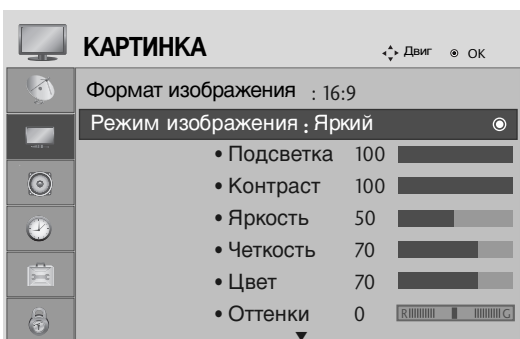 КАРТИНКА Двиг ОК
Формат изображения : 16:9
Режим изображения : Яркий
• Подсветка 100
• Контраст 100
• Яркость 50
• Четкость 70
• Цвет 70
• Оттенки 0 R G